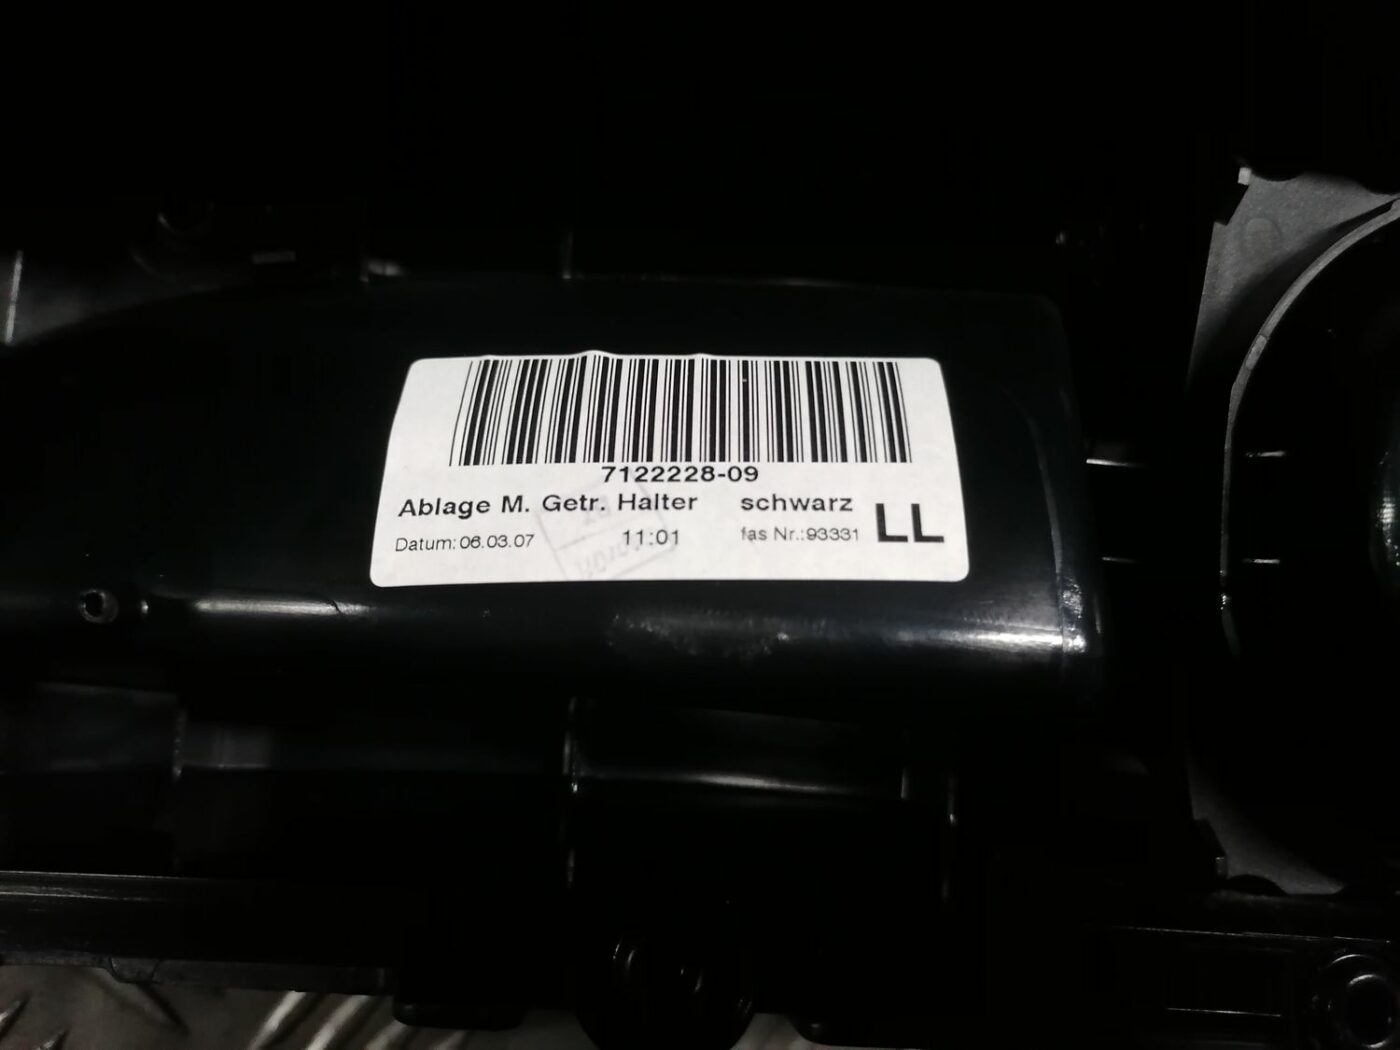 7122228-09
Ablage M. Getr. Halter schwarz LL
Datum: 06.03.07 11:01 fas Nr.:93331